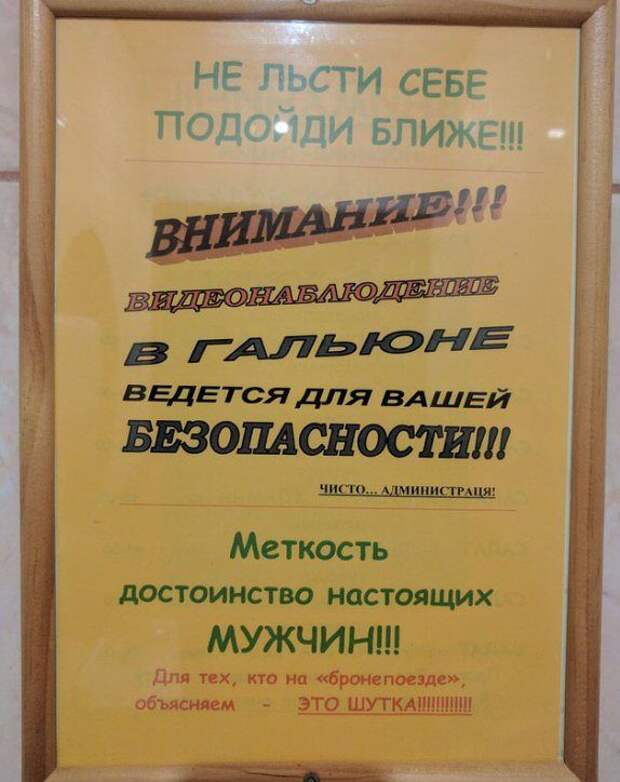 НЕ ЛЬСТИ СЕБЕ
ПОДОЙДИ БЛИЖЕ!!!
ВНИМАНИЕ!!!
ВИДЕОНАБЛЮДЕНИЕ
В ГАЛЬЮНЕ
ВЕДЕТСЯ ДЛЯ ВАШЕЙ
БЕЗОПАСНОСТИ!!!
ЧИСТО... АДМИНИСТРАЦЯ!
Меткость
достоинство настоящих
МУЖЧИН!!!
Для тех, кто на «бронепоезде»,
объясняем - ЭТО ШУТКА!!!!!!!!!!!!